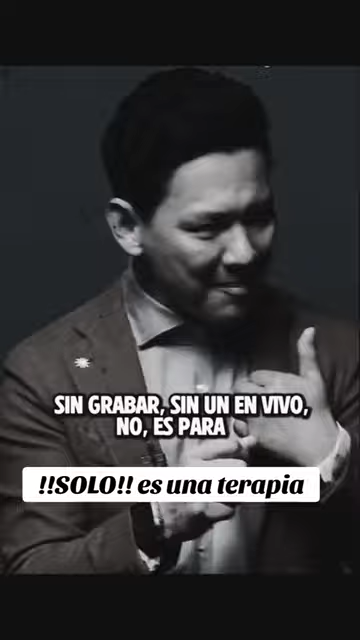 SIN GRABAR, SIN UN EN VIVO,
NO, ES PARA
!!SOLO!! es una terapia